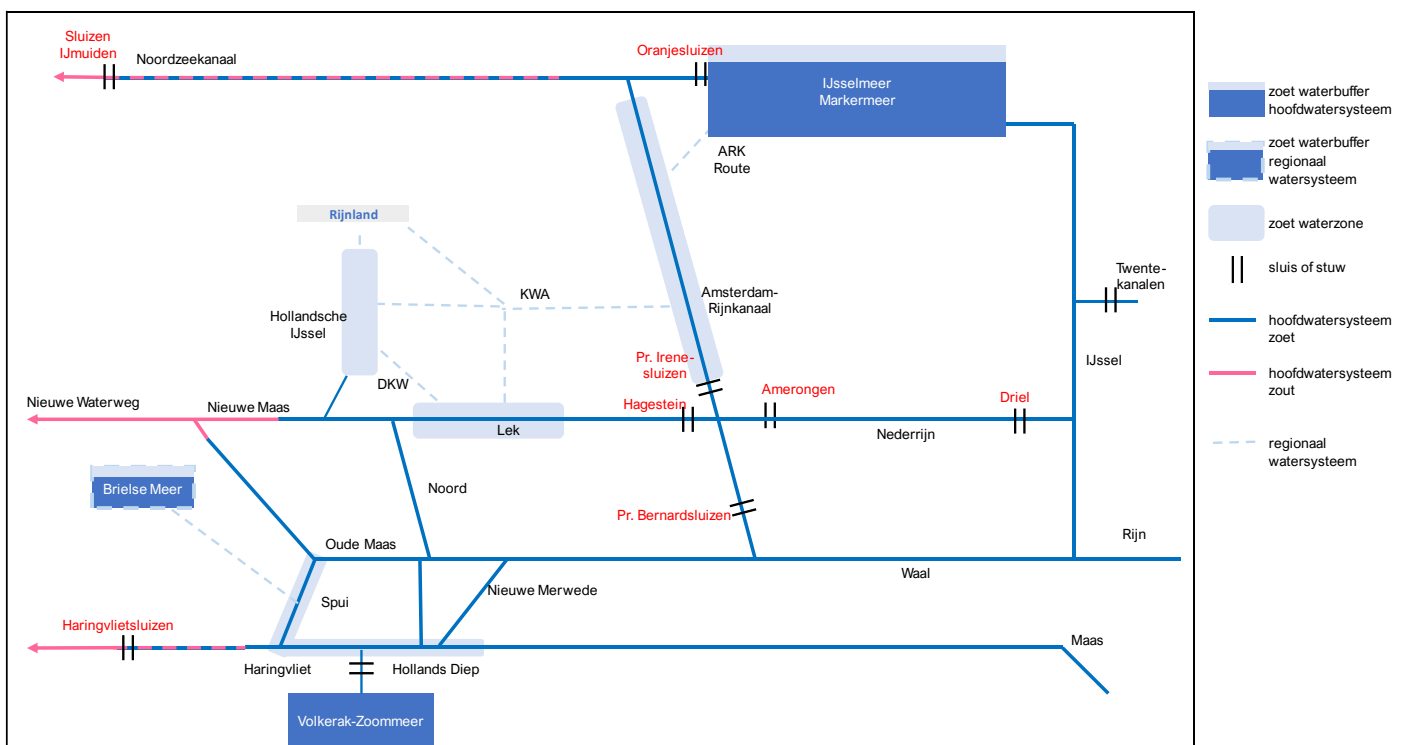 Sluizen
IJmuiden
Noordzeekanaal
Oranjesluizen
IJsselmeer
Markermeer
ARK
Route
Rijnland
KWA
Hollandsche
IJssel
DKW
Amsterdam-
Rijnkanaal
Twente-
kanalen
IJssel
Pr. Irene-
sluizen
Amerongen
Driel
Hagestein
Nieuwe Waterweg
Nieuwe Maas
Lek
Nederrijn
Brielse Meer
Noord
Pr. Bernardsluizen
Oude Maas
Rijn
Waal
Spui
Nieuwe Merwede
Haringvlietsluizen
Maas
Haringvliet
Hollands Diep
Volkerak-Zoommeer
zoet waterbuffer
hoofdwatersysteem
zoet waterbuffer
regionaal
watersysteem
zoet waterzone
sluis of stuw
hoofdwatersysteem
zoet
hoofdwatersysteem
zout
regionaal
watersysteem